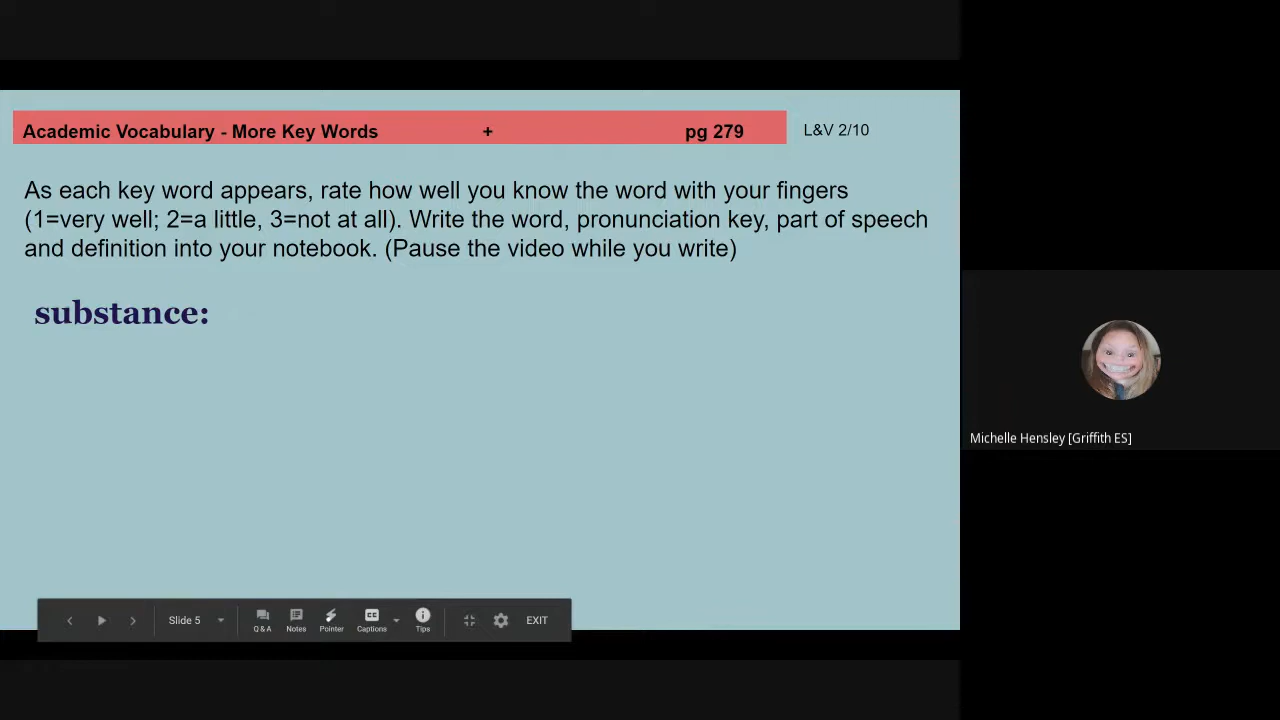 Academic Vocabulary - More Key Words + pg 279
L&V 2/10
As each key word appears, rate how well you know the word with your fingers
(1=very well; 2=a little, 3=not at all). Write the word, pronunciation key, part of speech
and definition into your notebook. (Pause the video while you write)
substance:
Michelle Hensley [Griffith ES]
Slide 5
Q & A
Notes
Pointer
CC
Captions
Tips
EXIT